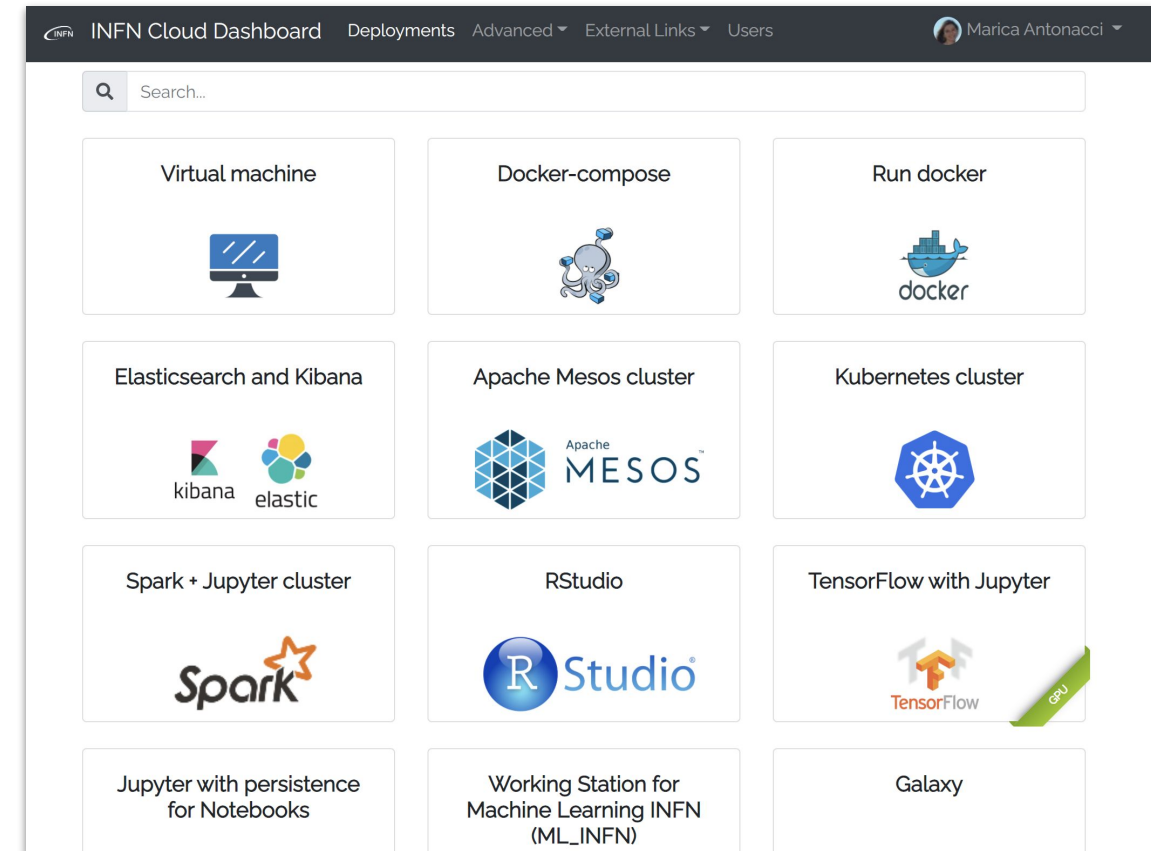 INFN INFN Cloud Dashboard Deployments Advanced External Links Users Marica Antonacci
Search...
Virtual machine
Docker-compose
Run docker
docker
Elasticsearch and Kibana
Apache Mesos cluster
Kubernetes cluster
kibana
elastic
Apache
MESOS™
Spark + Jupyter cluster
RStudio
TensorFlow with Jupyter
Spark
R Studio®
TensorFlow
GPU
Jupyter with persistence
for Notebooks
Working Station for
Machine Learning INFN
(ML_INFN)
Galaxy